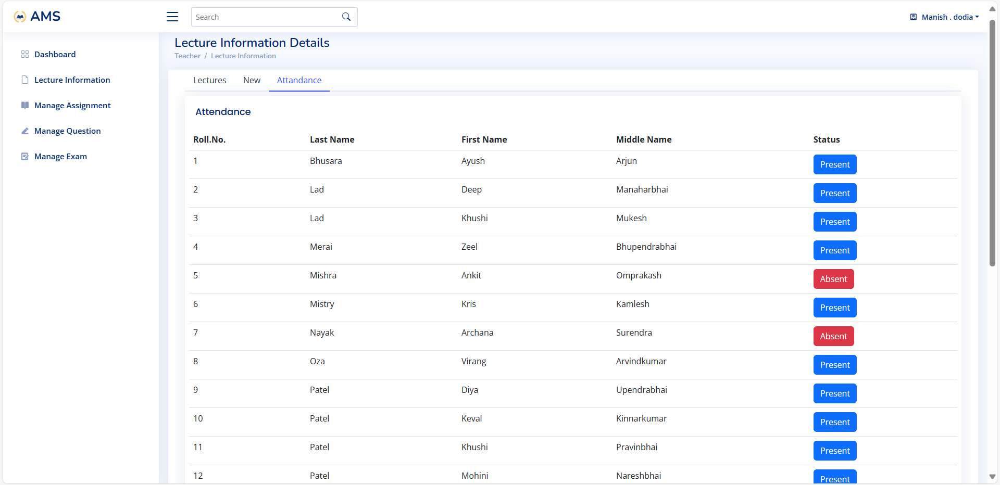 AMS
Search
Manish . dodia
Dashboard
Lecture Information
Manage Assignment
Manage Question
Manage Exam
Lecture Information Details
Teacher / Lecture Information
Lectures New Attandance
Attendance
Roll.No. Last Name First Name Middle Name Status
1 Bhusara Ayush Arjun Present
2 Lad Deep Manaharbhai Present
3 Lad Khushi Mukesh Present
4 Merai Zeel Bhupendrabhai Present
5 Mishra Ankit Omprakash Absent
6 Mistry Kris Kamlesh Present
7 Nayak Archana Surendra Absent
8 Oza Virang Arvindkumar Present
9 Patel Diya Upendrabhai Present
10 Patel Keval Kinnarkumar Present
11 Patel Khushi Pravinbhai Present
12 Patel Mohini Nareshbhai Present